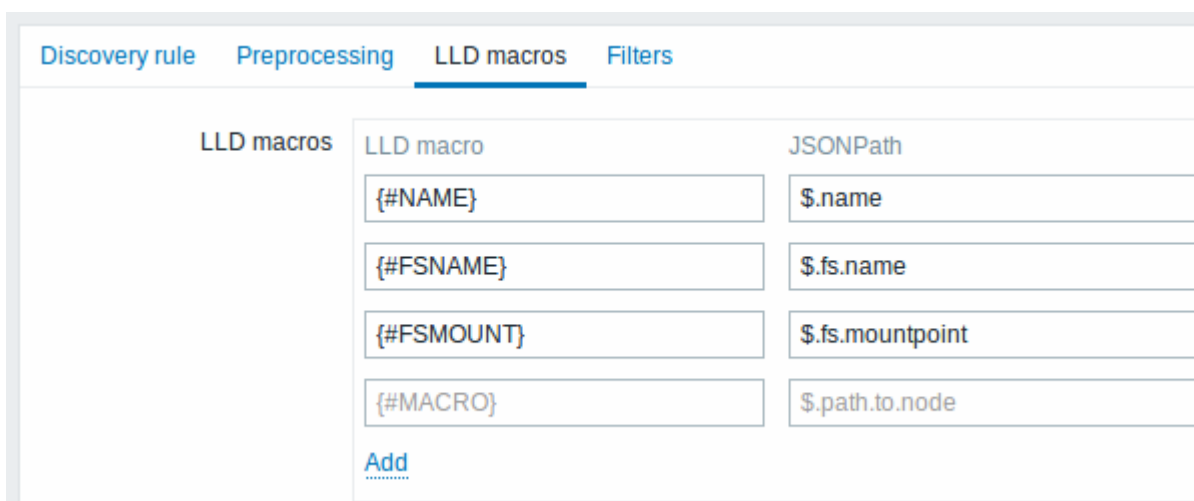 Discovery rule Preprocessing LLD macros Filters
LLD macros LLD macro JSONPath
{#NAME} $.name
{#FSNAME} $.fs.name
{#FSMOUNT} $.fs.mountpoint
{#MACRO} $.path.to.node
Add